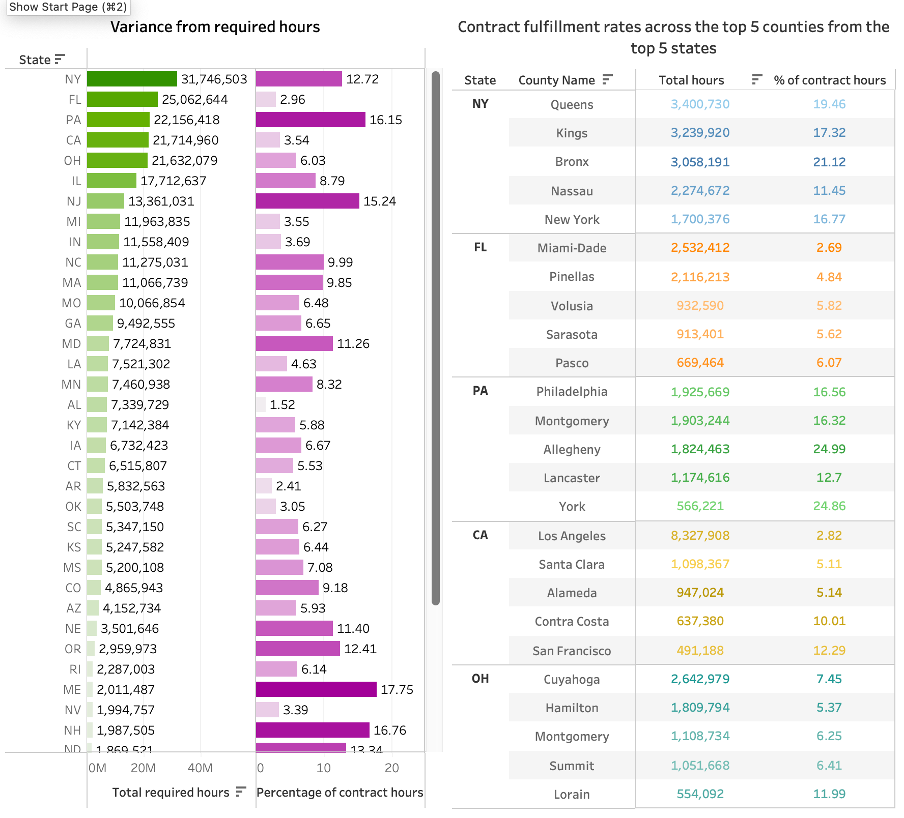 Show Start Page (⌘2)
Variance from required hours
State
NY 31,746,503 12.72
FL 25,062,644 2.96
PA 22,156,418 16.15
CA 21,714,960 3.54
OH 21,632,079 6.03
IL 17,712,637 8.79
NJ 13,361,031 15.24
MI 11,963,835 3.55
IN 11,558,409 3.69
NC 11,275,031 9.99
MA 11,066,739 9.85
MO 10,066,854 6.48
GA 9,492,555 6.65
MD 7,724,831 11.26
LA 7,521,302 4.63
MN 7,460,938 8.32
AL 7,339,729 1.52
KY 7,142,384 5.88
IA 6,732,423 6.67
CT 6,515,807 5.53
AR 5,832,563 2.41
OK 5,503,748 3.05
SC 5,347,150 6.27
KS 5,247,582 6.44
MS 5,200,108 7.08
CO 4,865,943 9.18
AZ 4,152,734 5.93
NE 3,501,646 11.40
OR 2,959,973 12.41
RI 2,287,003 6.14
ME 2,011,487 17.75
NV 1,994,757 3.39
NH 1,987,505 16.76
ND 1,869,521 13.34
0M 20M 40M 0 10 20
Total required hours Percentage of contract hours
Contract fulfillment rates across the top 5 counties from the
top 5 states
State County Name Total hours % of contract hours
NY Queens 3,400,730 19.46
Kings 3,239,920 17.32
Bronx 3,058,191 21.12
Nassau 2,274,672 11.45
New York 1,700,376 16.77
FL Miami-Dade 2,532,412 2.69
Pinellas 2,116,213 4.84
Volusia 932,590 5.82
Sarasota 913,401 5.62
Pasco 669,464 6.07
PA Philadelphia 1,925,669 16.56
Montgomery 1,903,244 16.32
Allegheny 1,824,463 24.99
Lancaster 1,174,616 12.7
York 566,221 24.86
CA Los Angeles 8,327,908 2.82
Santa Clara 1,098,367 5.11
Alameda 947,024 5.14
Contra Costa 637,380 10.01
San Francisco 491,188 12.29
OH Cuyahoga 2,642,979 7.45
Hamilton 1,809,794 5.37
Montgomery 1,108,734 6.25
Summit 1,051,668 6.41
Lorain 554,092 11.99